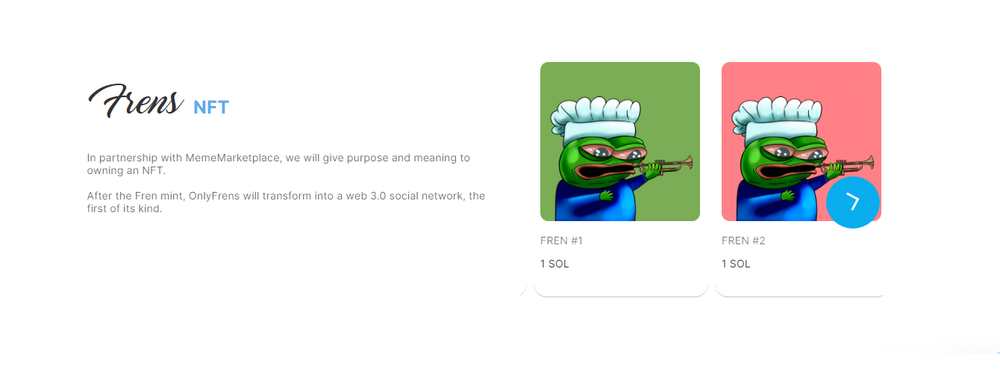 Frens NFT
In partnership with MemeMarketplace, we will give purpose and meaning to
owning an NFT.
After the Fren mint, OnlyFrens will transform into a web 3.0 social network, the
first of its kind.
FREN #1
1 SOL
FREN #2
1 SOL